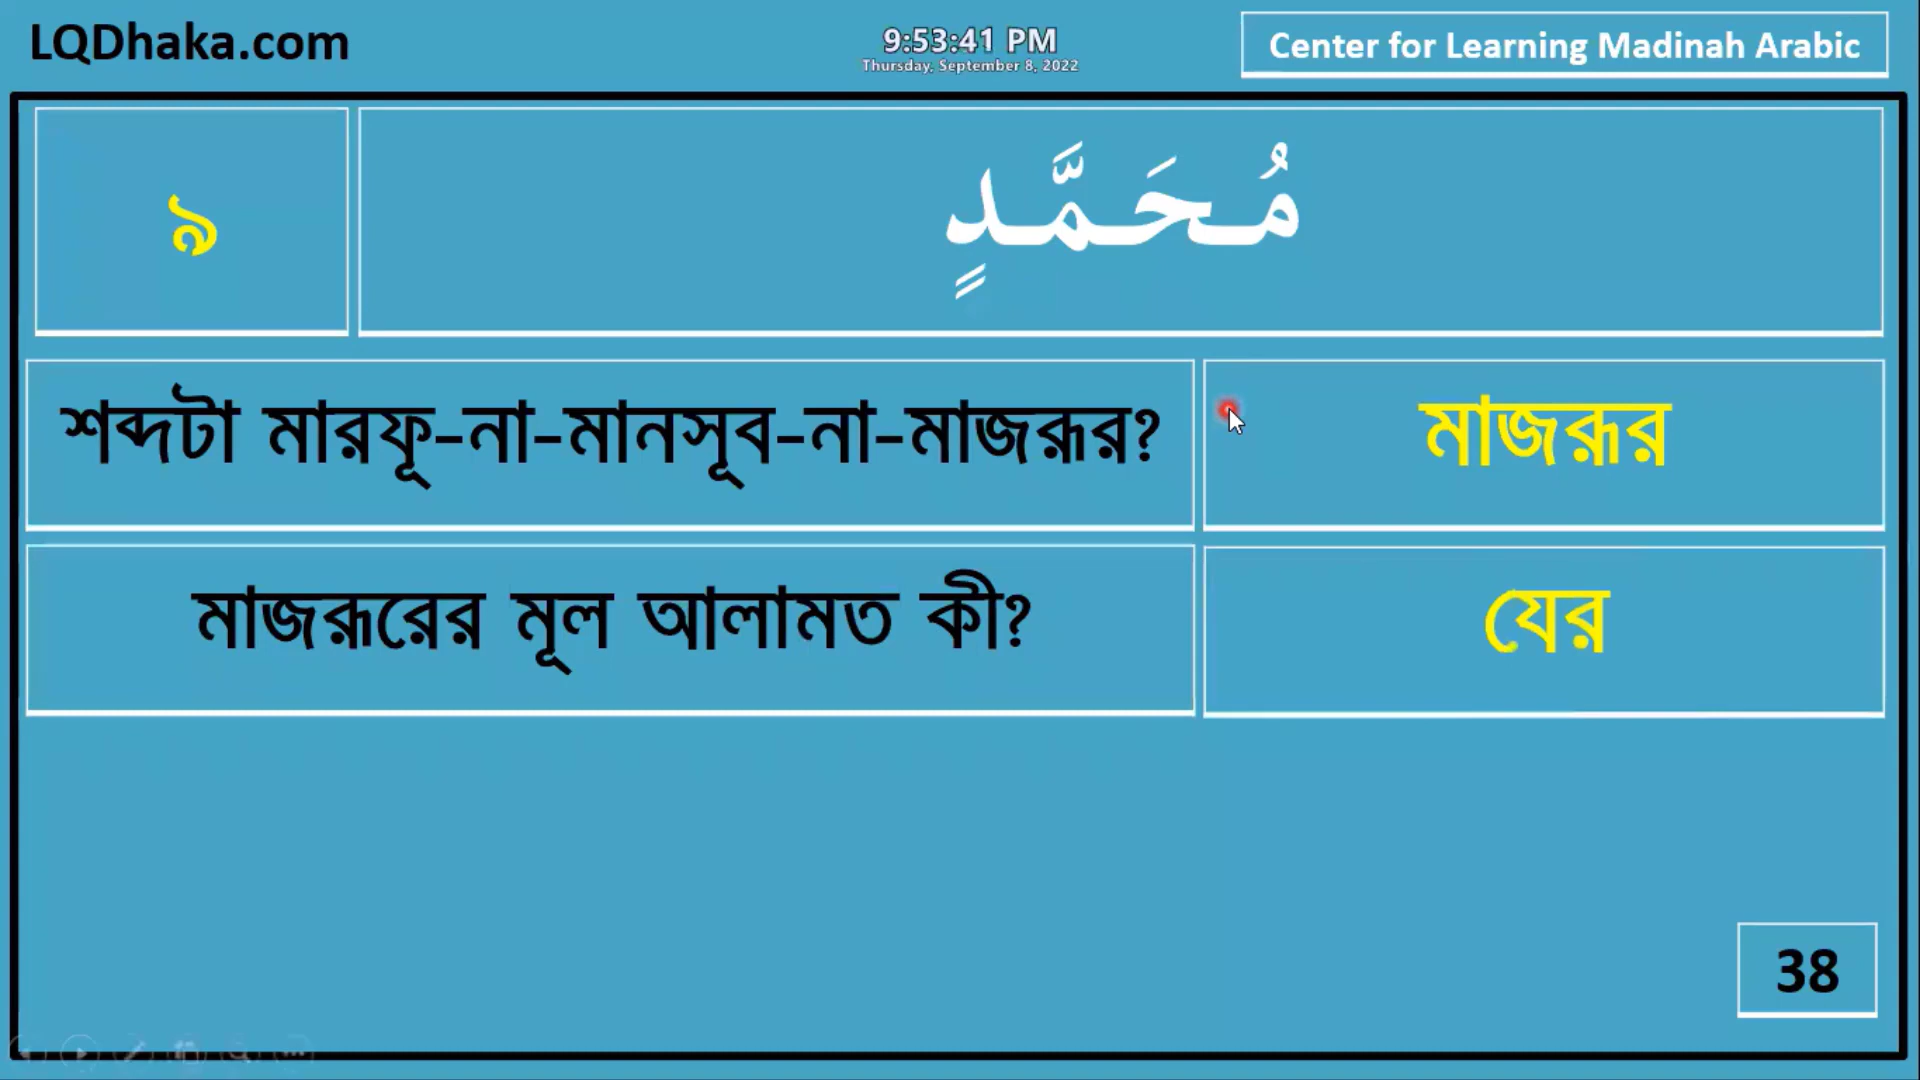 LQDhaka.com
9:53:41 PM
Thursday, September 8, 2022
Center for Learning Madinah Arabic
৯
مُحَمَّدٍ
শব্দটা মারফূ-না-মানসূব-না-মাজরূর?
মাজরূর
মাজরূরের মূল আলামত কী?
যের
38